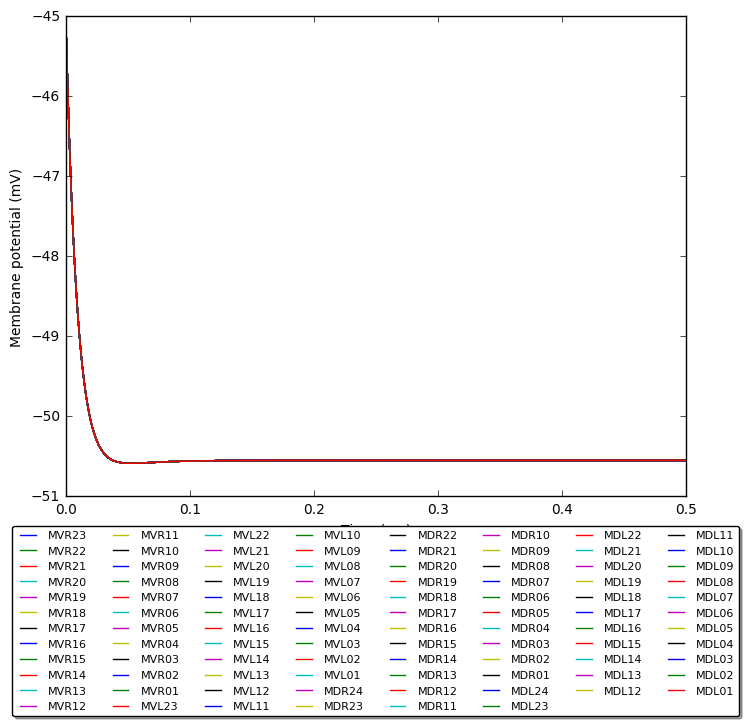 −45
−46
−47
−48
−49
−50
−51
Membrane potential (mV)
0.0 0.1 0.2 0.3 0.4 0.5
MVR23 MVR11 MVL22 MVL10 MDR22 MDR10 MDL22 MDL11
MVR22 MVR10 MVL21 MVL09 MDR21 MDR09 MDL21 MDL10
MVR21 MVR09 MVL20 MVL08 MDR20 MDR08 MDL20 MDL09
MVR20 MVR08 MVL19 MVL07 MDR19 MDR07 MDL19 MDL08
MVR19 MVR07 MVL18 MVL06 MDR18 MDR06 MDL18 MDL07
MVR18 MVR06 MVL17 MVL05 MDR17 MDR05 MDL17 MDL06
MVR17 MVR05 MVL16 MVL04 MDR16 MDR04 MDL16 MDL05
MVR16 MVR04 MVL15 MVL03 MDR15 MDR03 MDL15 MDL04
MVR15 MVR03 MVL14 MVL02 MDR14 MDR02 MDL14 MDL03
MVR14 MVR02 MVL13 MVL01 MDR13 MDR01 MDL13 MDL02
MVR13 MVR01 MVL12 MDR24 MDR12 MDL24 MDL12 MDL01
MVR12 MVL23 MVL11 MDR23 MDR11 MDL23